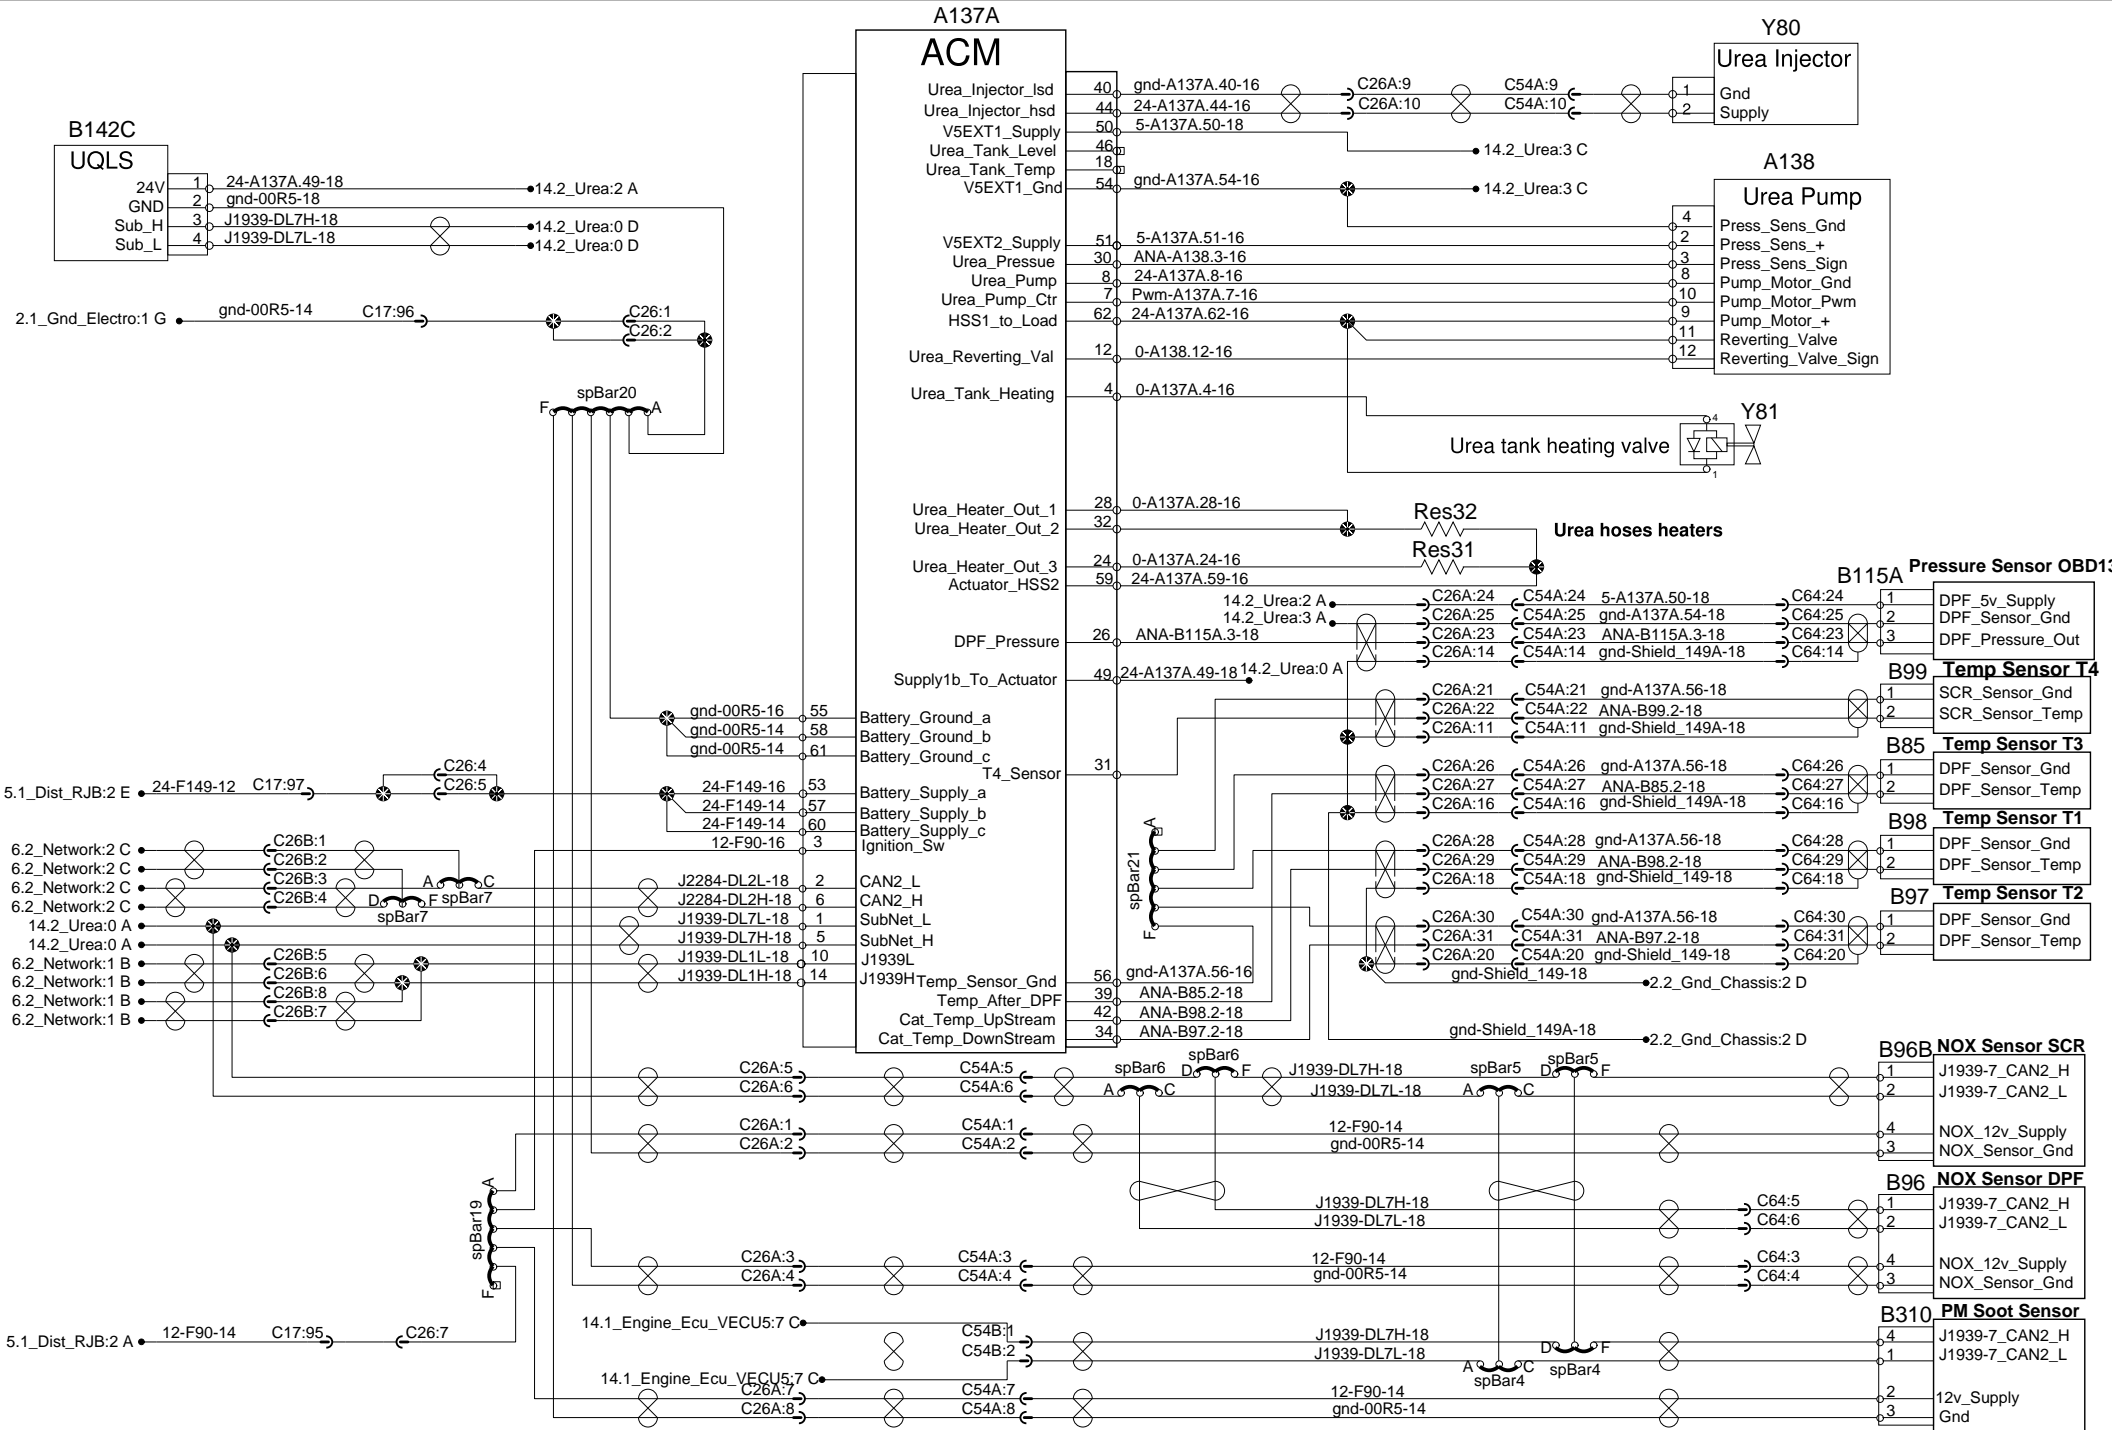 A137A
ACM
Urea_Injector_lsd
Urea_Injector_hsd
V5EXT1_Supply
Urea_Tank_Level
Urea_Tank_Temp
V5EXT1_Gnd
V5EXT2_Supply
Urea_Pressue
Urea_Pump
Urea_Pump_Ctr
HSS1_to_Load
Urea_Reverting_Val
Urea_Tank_Heating
Urea_Heater_Out_1
Urea_Heater_Out_2
Urea_Heater_Out_3
Actuator_HSS2
DPF_Pressure
Supply1b_To_Actuator
Battery_Ground_a
Battery_Ground_b
Battery_Ground_c
T4_Sensor
Battery_Supply_a
Battery_Supply_b
Battery_Supply_c
Ignition_Sw
CAN2_L
CAN2_H
SubNet_L
SubNet_H
J1939L
J1939H
Temp_Sensor_Gnd
Temp_After_DPF
Cat_Temp_UpStream
Cat_Temp_DownStream
40 gnd-A137A.40-16 C26A:9 C54A:9
44 24-A137A.44-16 C26A:10 C54A:10
50 5-A137A.50-18
46 14.2_Urea:3 C
18
54 gnd-A137A.54-16 14.2_Urea:3 C
51 5-A137A.51-16
30 ANA-A138.3-16
8 24-A137A.8-16
7 Pwm-A137A.7-16
62 24-A137A.62-16
12 0-A138.12-16
4 0-A137A.4-16
28 0-A137A.28-16
32
24 0-A137A.24-16
59 24-A137A.59-16
26 ANA-B115A.3-18
49 24-A137A.49-18 14.2_Urea:0 A
31
56 gnd-A137A.56-16
39 ANA-B85.2-18
42 ANA-B98.2-18
34 ANA-B97.2-18
Y80
Urea Injector
1 Gnd
2 Supply
A138
Urea Pump
4 Press_Sens_Gnd
2 Press_Sens_+
3 Press_Sens_Sign
8 Pump_Motor_Gnd
10 Pump_Motor_Pwm
9 Pump_Motor_+
11 Reverting_Valve
12 Reverting_Valve_Sign
Y81
4
Urea tank heating valve
1
Res32
Urea hoses heaters
Res31
B142C
UQLS
24V 1 24-A137A.49-18 14.2_Urea:2 A
GND 2 gnd-00R5-18
Sub_H 3 J1939-DL7H-18 14.2_Urea:0 D
Sub_L 4 J1939-DL7L-18 14.2_Urea:0 D
2.1_Gnd_Electro:1 G gnd-00R5-14 C17:96 C26:1
C26:2
spBar20
F A
gnd-00R5-16 55
gnd-00R5-14 58
gnd-00R5-14 61
C26:4
5.1_Dist_RJB:2 E 24-F149-12 C17:97 C26:5 24-F149-16 53
24-F149-14 57
24-F149-14 60
12-F90-16 3
6.2_Network:2 C C26B:1
6.2_Network:2 C C26B:2
6.2_Network:2 C C26B:3 A C J2284-DL2L-18 2
spBar7
6.2_Network:2 C C26B:4 D F J2284-DL2H-18 6
spBar7
14.2_Urea:0 A J1939-DL7L-18 1
14.2_Urea:0 A J1939-DL7H-18 5
6.2_Network:1 B C26B:5 J1939-DL1L-18 10
6.2_Network:1 B C26B:6 J1939-DL1H-18 14
6.2_Network:1 B C26B:8
6.2_Network:1 B C26B:7
Pressure Sensor OBD13
B115A
14.2_Urea:2 A C26A:24 C54A:24 5-A137A.50-18 C64:24 1 DPF_5v_Supply
14.2_Urea:3 A C26A:25 C54A:25 gnd-A137A.54-18 C64:25 2 DPF_Sensor_Gnd
C26A:23 C54A:23 ANA-B115A.3-18 C64:23 3 DPF_Pressure_Out
C26A:14 C54A:14 gnd-Shield_149A-18 C64:14
B99 Temp Sensor T4
C26A:21 C54A:21 gnd-A137A.56-18 1 SCR_Sensor_Gnd
C26A:22 C54A:22 ANA-B99.2-18 2 SCR_Sensor_Temp
C26A:11 C54A:11 gnd-Shield_149A-18
B85 Temp Sensor T3
C26A:26 C54A:26 gnd-A137A.56-18 C64:26 1 DPF_Sensor_Gnd
C26A:27 C54A:27 ANA-B85.2-18 C64:27 2 DPF_Sensor_Temp
C26A:16 C54A:16 gnd-Shield_149A-18 C64:16
B98 Temp Sensor T1
C26A:28 C54A:28 gnd-A137A.56-18 C64:28 1 DPF_Sensor_Gnd
C26A:29 C54A:29 ANA-B98.2-18 C64:29 2 DPF_Sensor_Temp
C26A:18 C54A:18 gnd-Shield_149-18 C64:18
B97 Temp Sensor T2
C26A:30 C54A:30 gnd-A137A.56-18 C64:30 1 DPF_Sensor_Gnd
C26A:31 C54A:31 ANA-B97.2-18 C64:31 2 DPF_Sensor_Temp
C26A:20 C54A:20 gnd-Shield_149-18 C64:20
A
spBar21
F
gnd-Shield_149-18 2.2_Gnd_Chassis:2 D
gnd-Shield_149A-18 2.2_Gnd_Chassis:2 D
B96B NOX Sensor SCR
spBar6 spBar6 spBar5 spBar5
C26A:5 C54A:5 D F J1939-DL7H-18 D F 1 J1939-7_CAN2_H
C26A:6 C54A:6 A C J1939-DL7L-18 A C 2 J1939-7_CAN2_L
C26A:1 C54A:1 12-F90-14 4 NOX_12v_Supply
C26A:2 C54A:2 gnd-00R5-14 3 NOX_Sensor_Gnd
B96 NOX Sensor DPF
J1939-DL7H-18 C64:5 1 J1939-7_CAN2_H
J1939-DL7L-18 C64:6 2 J1939-7_CAN2_L
A
spBar19
F
C26A:3 C54A:3 12-F90-14 C64:3 4 NOX_12v_Supply
C26A:4 C54A:4 gnd-00R5-14 C64:4 3 NOX_Sensor_Gnd
B310 PM Soot Sensor
14.1_Engine_Ecu_VECU5:7 C
5.1_Dist_RJB:2 A 12-F90-14 C17:95 C26:7
C54B:1 J1939-DL7H-18 D F 4 J1939-7_CAN2_H
C54B:2 J1939-DL7L-18 A C 1 J1939-7_CAN2_L
spBar4 spBar4
14.1_Engine_Ecu_VECU5:7 C
C26A:7 C54A:7 12-F90-14 2 12v_Supply
C26A:8 C54A:8 gnd-00R5-14 3 Gnd